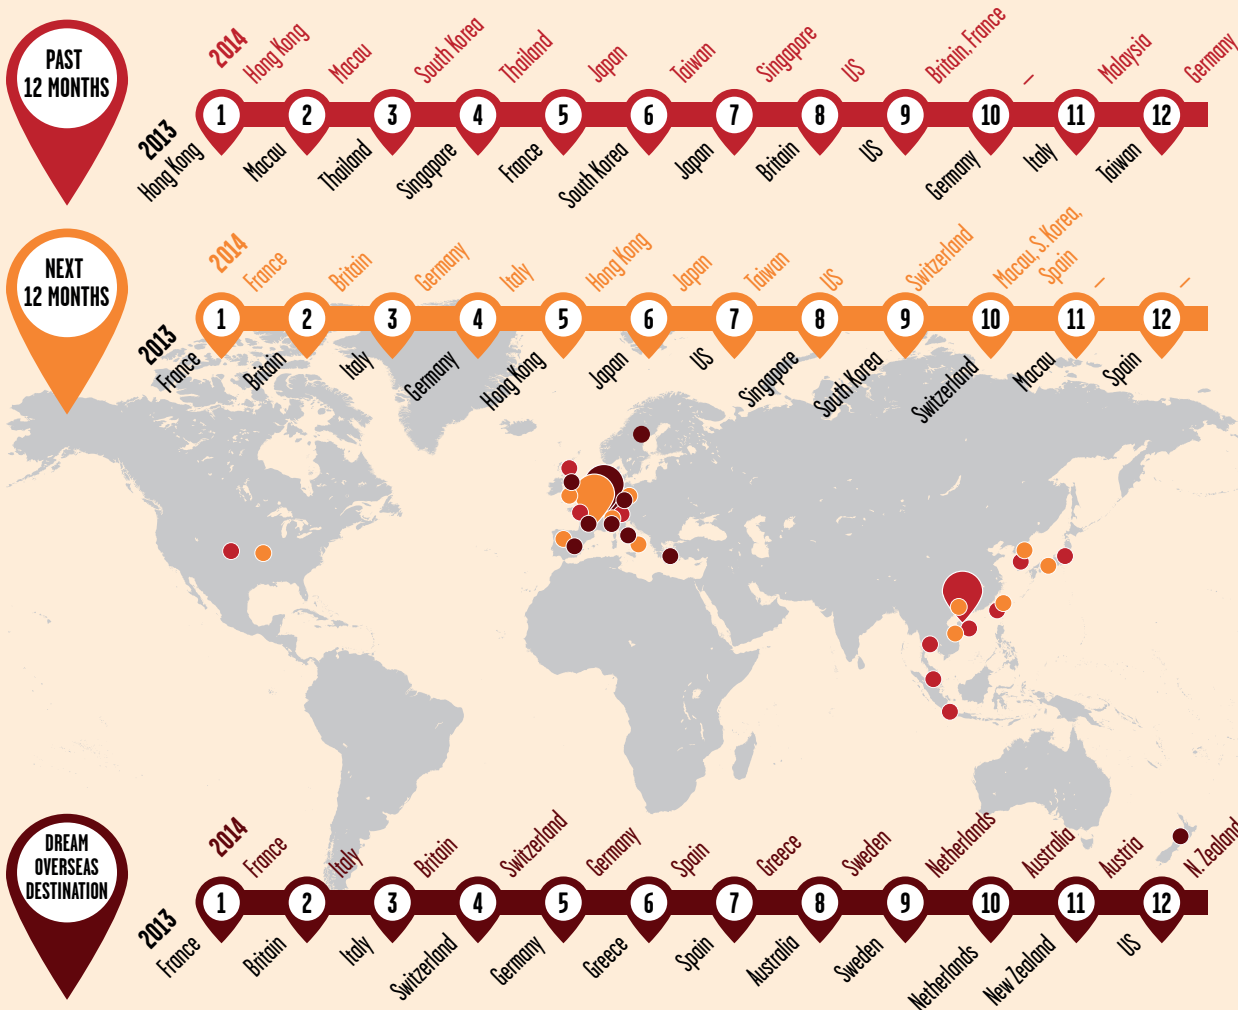 PAST
12 MONTHS
2014
Hong Kong
Macau
South Korea
Thailand
Japan
Taiwan
Singapore
US
Britain, France
—
Malaysia
Germany
1 2 3 4 5 6 7 8 9 10 11 12
2013
Hong Kong
Macau
Thailand
Singapore
France
South Korea
Japan
Britain
US
Germany
Italy
Taiwan
NEXT
12 MONTHS
2014
France
Britain
Germany
Italy
Hong Kong
Japan
Taiwan
US
Switzerland
Macau, S. Korea,
Spain
—
—
1 2 3 4 5 6 7 8 9 10 11 12
2013
France
Britain
Italy
Germany
Hong Kong
Japan
US
Singapore
South Korea
Switzerland
Macau
Spain
DREAM
OVERSEAS
DESTINATION
2014
France
Italy
Britain
Switzerland
Germany
Spain
Greece
Sweden
Netherlands
Australia
Austria
N. Zealand
1 2 3 4 5 6 7 8 9 10 11 12
2013
France
Britain
Italy
Switzerland
Germany
Greece
Spain
Australia
Sweden
Netherlands
New Zealand
US